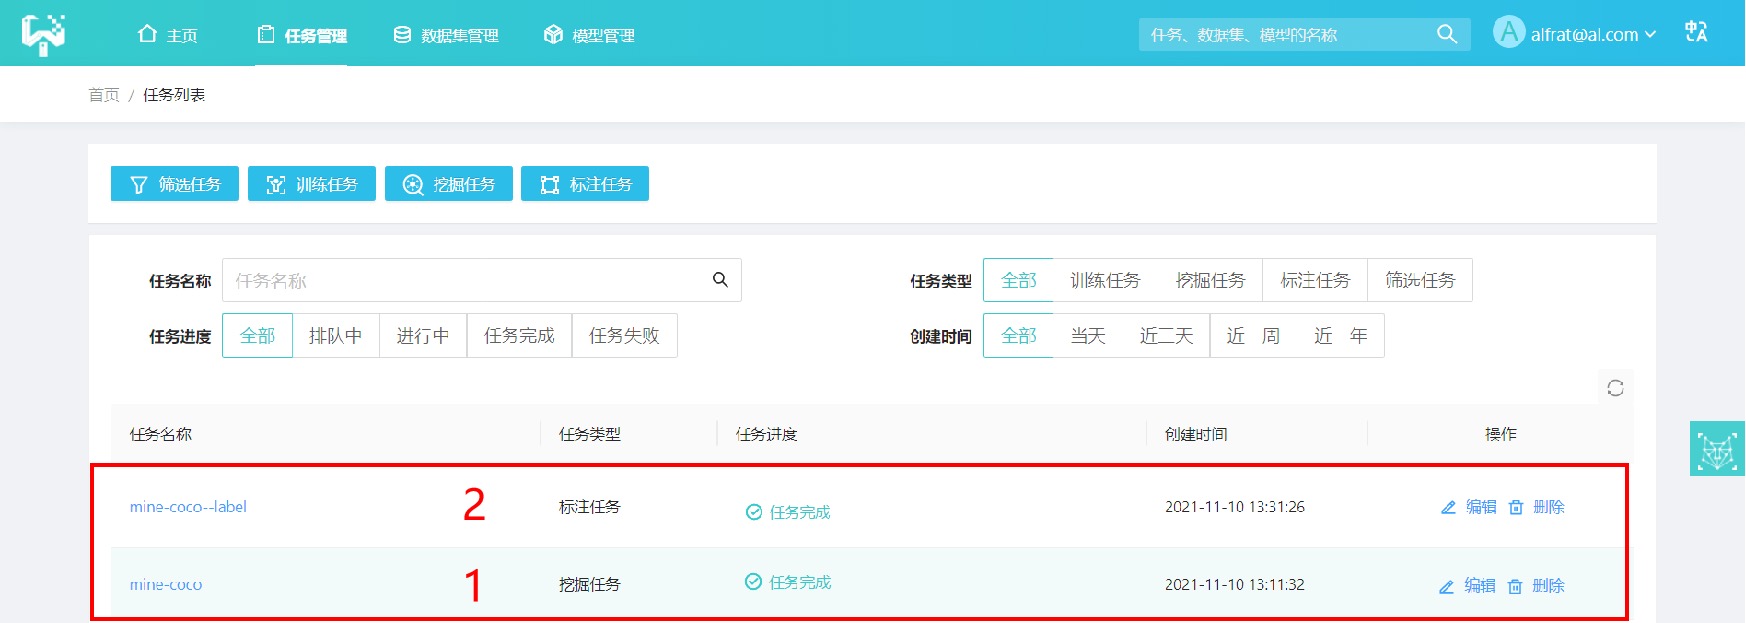 主页 任务管理 数据集管理 模型管理 任务、数据集、模型的名称 A alfrat@al.com 中A
首页 / 任务列表
筛选任务 训练任务 挖掘任务 标注任务
任务名称 任务名称 任务类型 全部 训练任务 挖掘任务 标注任务 筛选任务
任务进度 全部 排队中 进行中 任务完成 任务失败 创建时间 全部 当天 近三天 近一周 近一年
任务名称 任务类型 任务进度 创建时间 操作
mine-coco--label 2 标注任务 任务完成 2021-11-10 13:31:26 编辑 删除
mine-coco 1 挖掘任务 任务完成 2021-11-10 13:11:32 编辑 删除